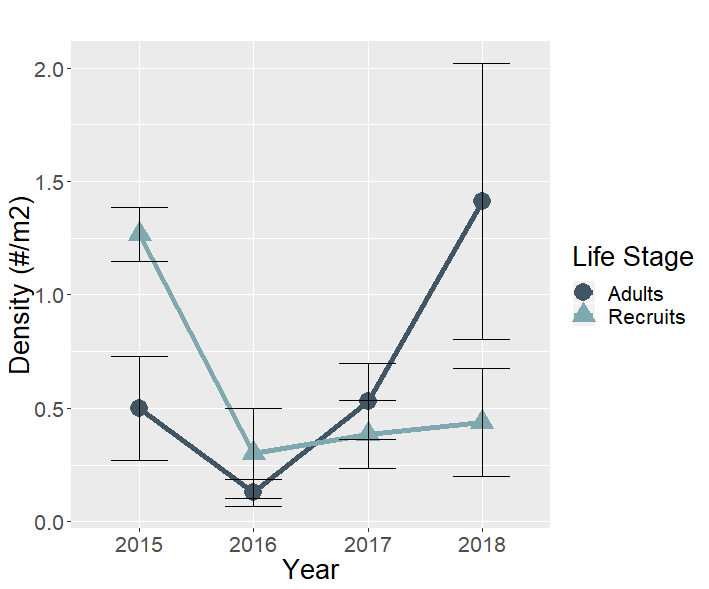 2.0
1.5
1.0
0.5
0.0
Density (#/m2)
2015 2016 2017 2018
Year
Life Stage
Adults
Recruits